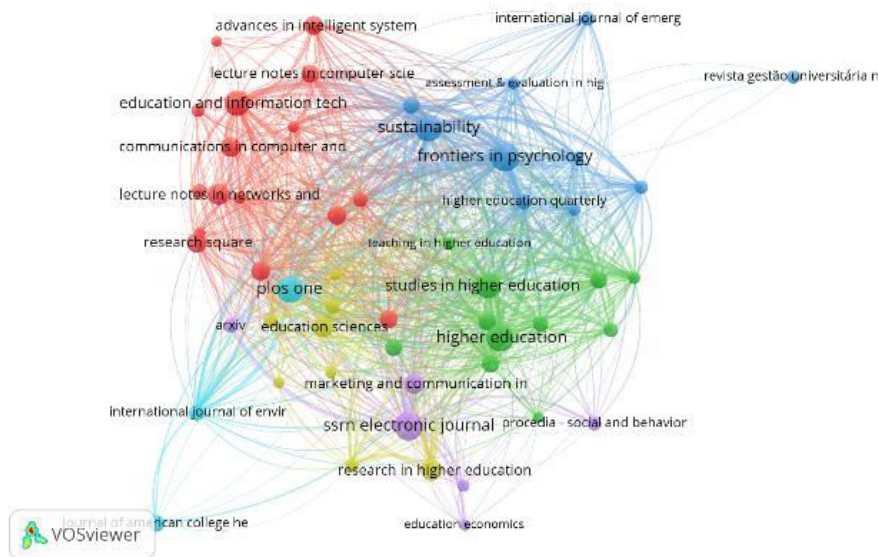 advances in intelligent system
international journal of emerg
lecture notes in computer scie
assessment & evaluation in hig
revista gestão universitária n
education and information tech
sustainability
communications in computer and
frontiers in psychology
lecture notes in networks and
higher education quarterly
research square
teaching in higher education
plos one
studies in higher education
arxiv
education sciences
higher education
marketing and communication in
international journal of envir
ssrn electronic journal
procedia - social and behavior
research in higher education
journal of american college he
education economics
VOSviewer